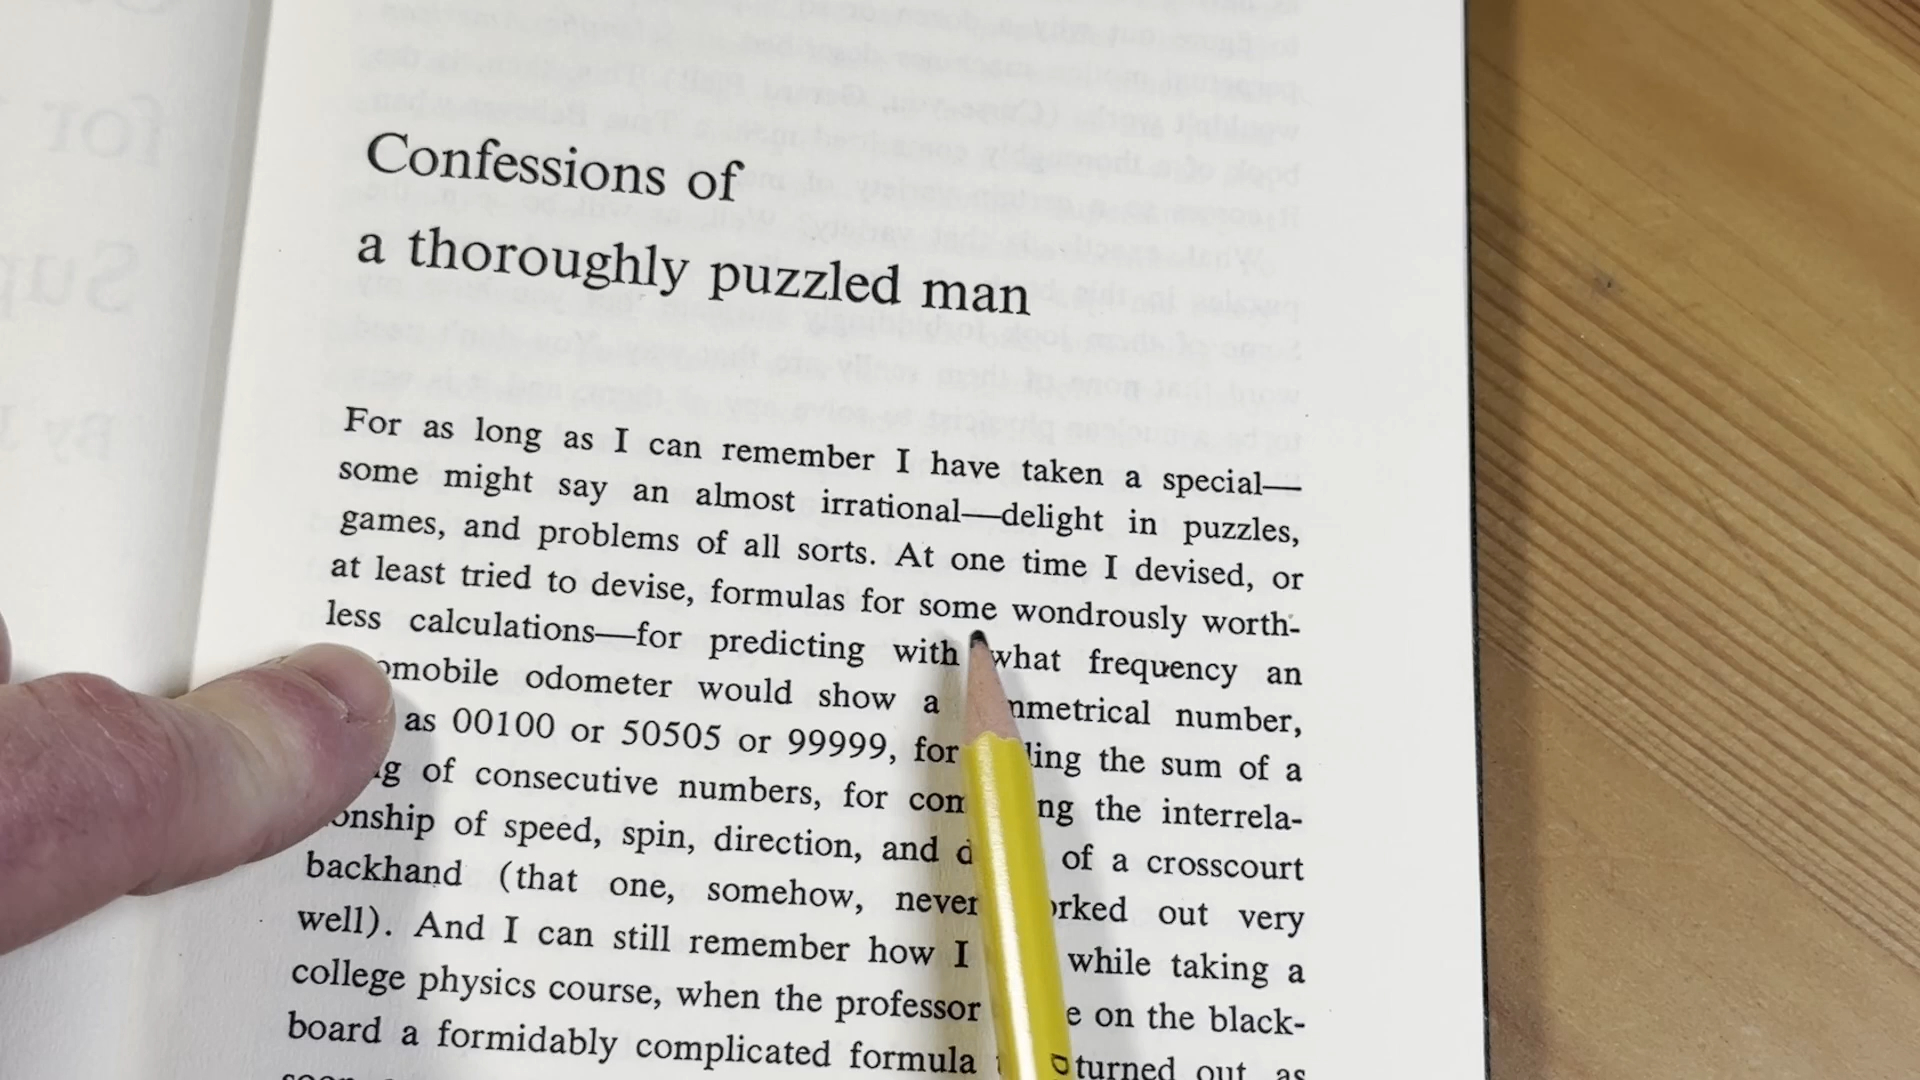 Confessions of
a thoroughly puzzled man
For as long as I can remember I have taken a special—
some might say an almost irrational—delight in puzzles,
games, and problems of all sorts. At one time I devised, or
at least tried to devise, formulas for some wondrously worth-
less calculations—for predicting with what frequency an
omobile odometer would show a mmetrical number,
as 00100 or 50505 or 99999, for ling the sum of a
of consecutive numbers, for com ng the interrela-
onship of speed, spin, direction, and d of a crosscourt
backhand (that one, somehow, never orked out very
well). And I can still remember how I while taking a
college physics course, when the professor e on the black-
board a formidably complicated formula turned out as